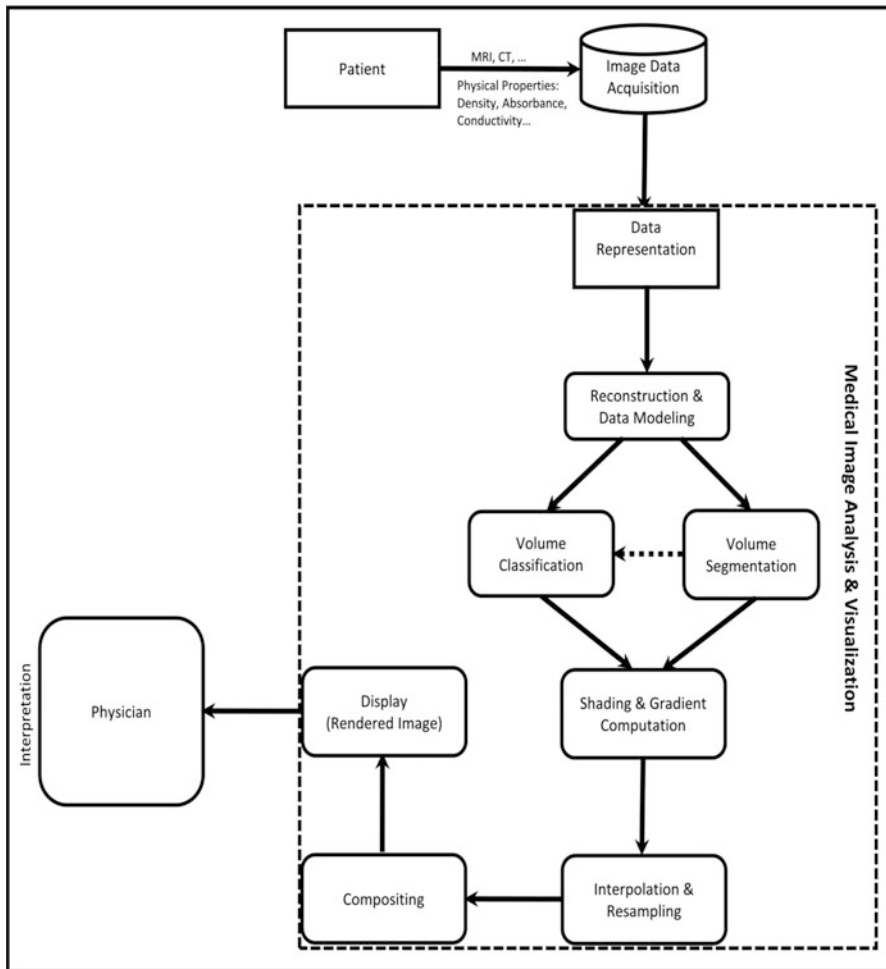 Patient
MRI, CT, ...
Physical Properties:
Density, Absorbance,
Conductivity...
Image Data
Acquisition
Data
Representation
Reconstruction &
Data Modeling
Volume
Classification
Volume
Segmentation
Medical Image Analysis & Visualization
Shading & Gradient
Computation
Interpretation
Physician
Display
(Rendered Image)
Compositing
Interpolation &
Resampling